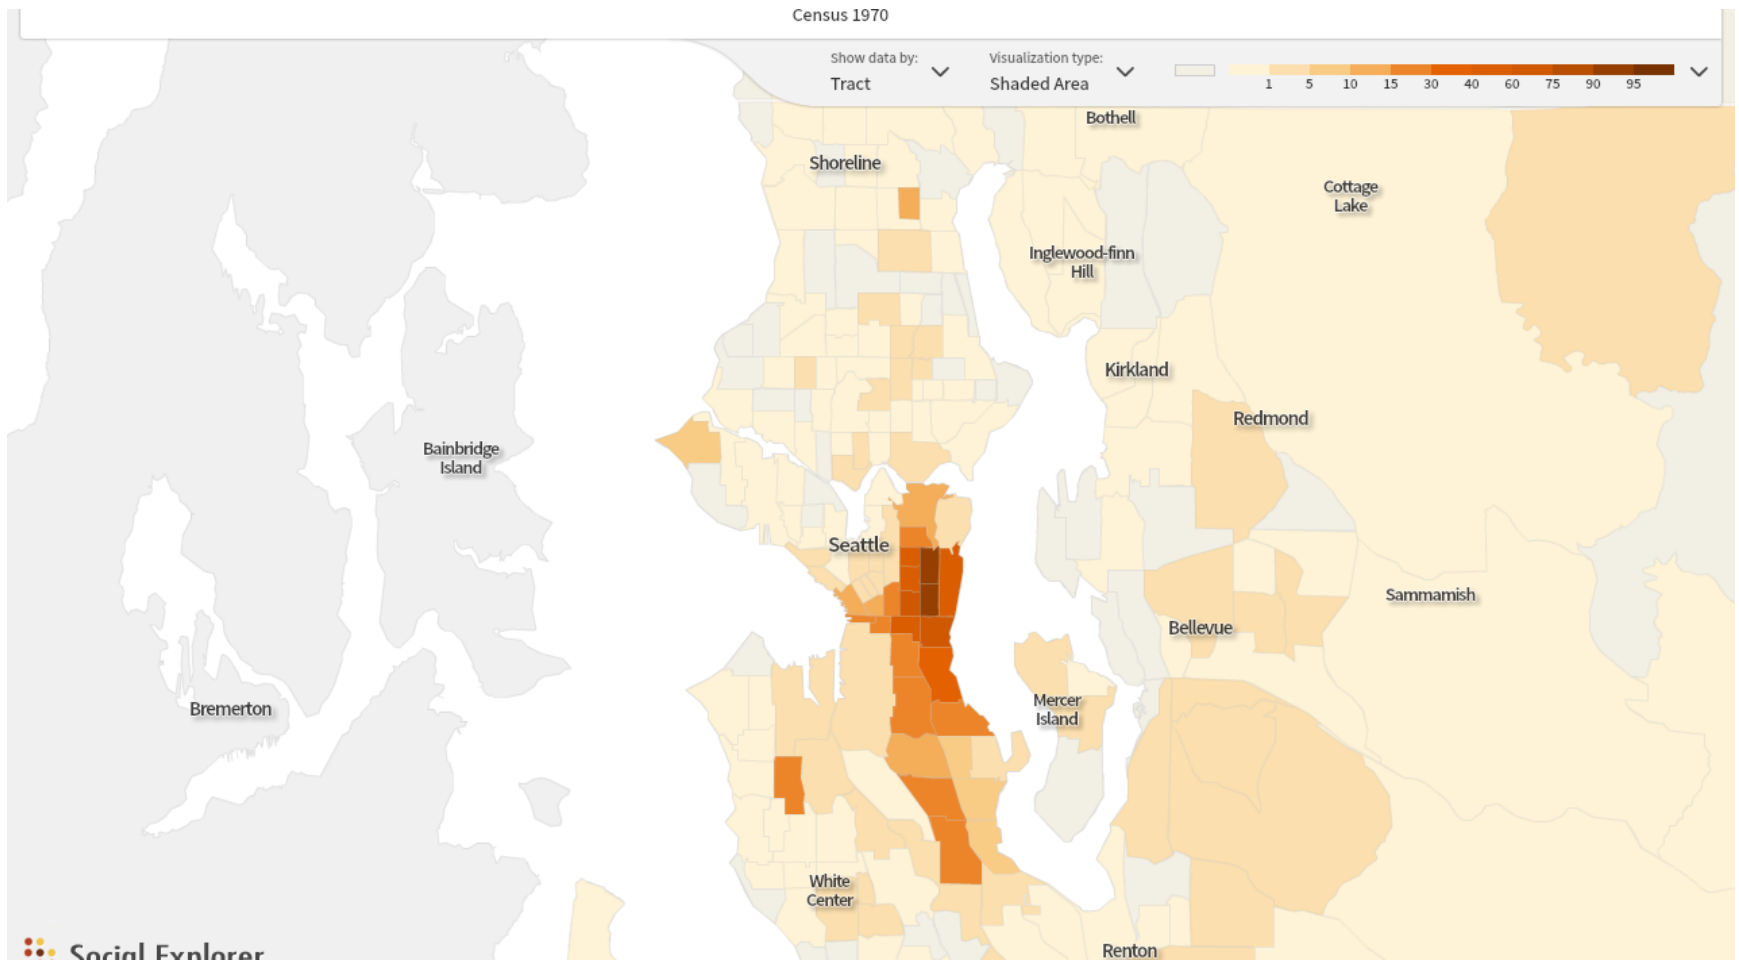 Census 1970
Show data by:
Tract
Visualization type:
Shaded Area
1 5 10 15 30 40 60 75 90 95
Bothell
Shoreline
Cottage
Lake
Inglewood-finn
Hill
Kirkland
Redmond
Bainbridge
Island
Seattle
Sammamish
Bellevue
Bremerton
Mercer
Island
White
Center
Renton
Social Explorer